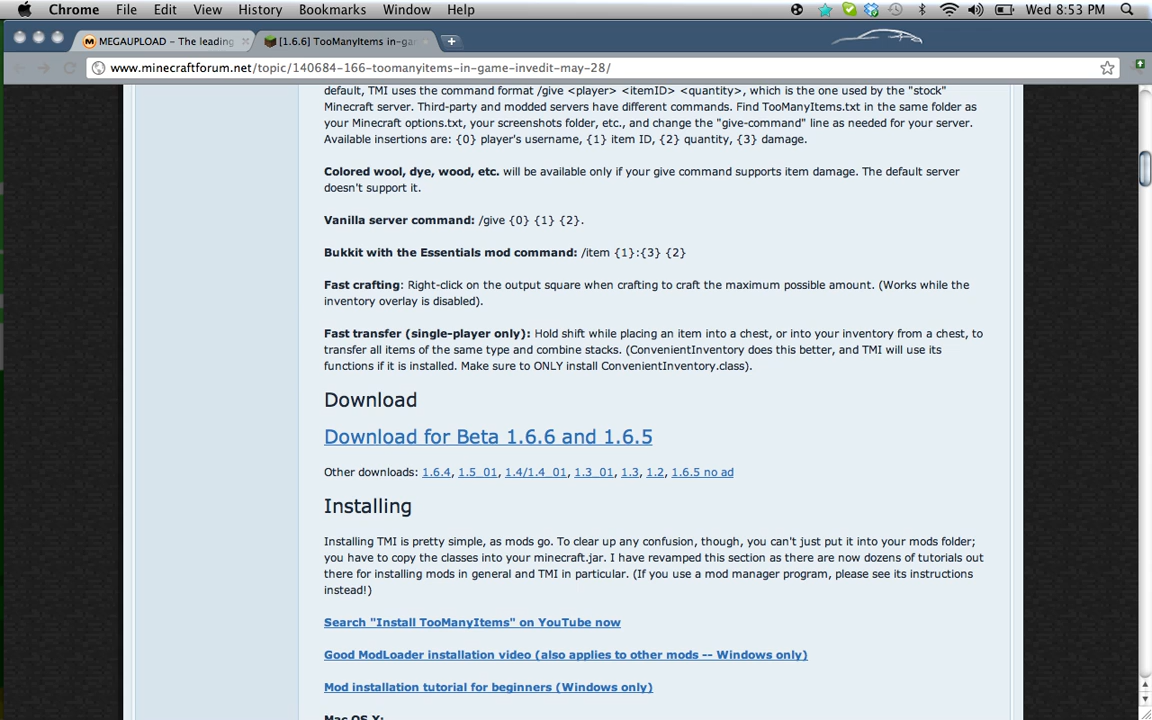 Chrome File Edit View History Bookmarks Window Help Wed 8:53 PM
MEGAUPLOAD - The leading
[1.6.6] TooManyItems in-ga
www.minecraftforum.net/topic/140684-166-toomanyitems-in-game-invedit-may-28/
default, TMI uses the command format /give <player> <itemID> <quantity>, which is the one used by the "stock"
Minecraft server. Third-party and modded servers have different commands. Find TooManyItems.txt in the same folder as
your Minecraft options.txt, your screenshots folder, etc., and change the "give-command" line as needed for your server.
Available insertions are: {0} player's username, {1} item ID, {2} quantity, {3} damage.
Colored wool, dye, wood, etc. will be available only if your give command supports item damage. The default server
doesn't support it.
Vanilla server command: /give {0} {1} {2}.
Bukkit with the Essentials mod command: /item {1}:{3} {2}
Fast crafting: Right-click on the output square when crafting to craft the maximum possible amount. (Works while the
inventory overlay is disabled).
Fast transfer (single-player only): Hold shift while placing an item into a chest, or into your inventory from a chest, to
transfer all items of the same type and combine stacks. (ConvenientInventory does this better, and TMI will use its
functions if it is installed. Make sure to ONLY install ConvenientInventory.class).
Download
Download for Beta 1.6.6 and 1.6.5
Other downloads: 1.6.4, 1.5_01, 1.4/1.4_01, 1.3_01, 1.3, 1.2, 1.6.5 no ad
Installing
Installing TMI is pretty simple, as mods go. To clear up any confusion, though, you can't just put it into your mods folder;
you have to copy the classes into your minecraft.jar. I have revamped this section as there are now dozens of tutorials out
there for installing mods in general and TMI in particular. (If you use a mod manager program, please see its instructions
instead!)
Search "Install TooManyItems" on YouTube now
Good ModLoader installation video (also applies to other mods -- Windows only)
Mod installation tutorial for beginners (Windows only)
Mac OS X: